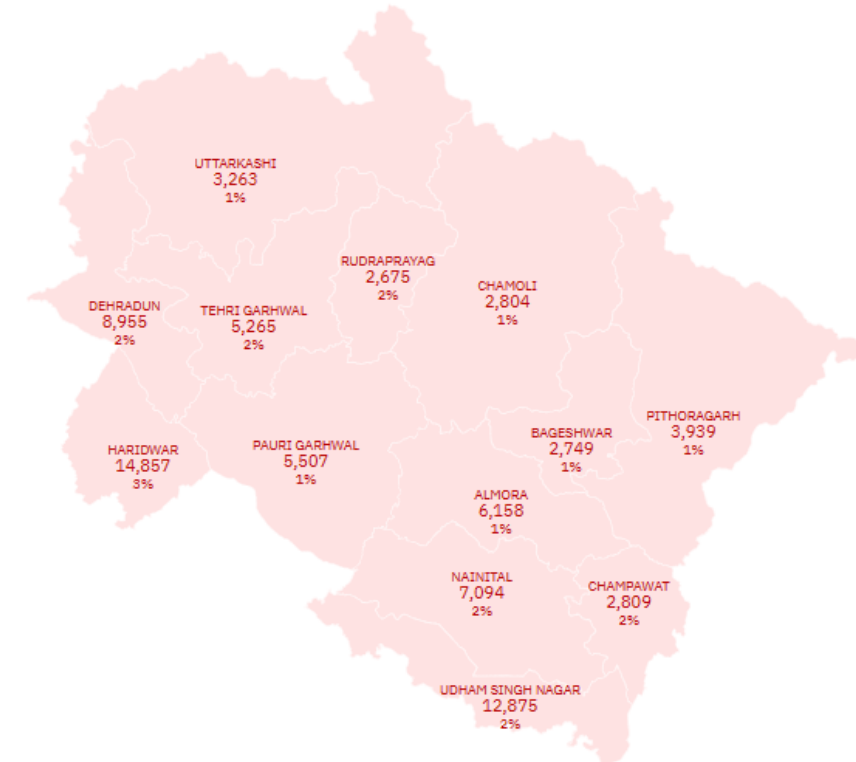 UTTARKASHI
3,263
1%
RUDRAPRAYAG
2,675
2%
CHAMOLI
2,804
1%
DEHRADUN
8,955
2%
TEHRI GARHWAL
5,265
2%
PITHORAGARH
3,939
1%
BAGESHWAR
2,749
1%
HARIDWAR
14,857
3%
PAURI GARHWAL
5,507
1%
ALMORA
6,158
1%
NAINITAL
7,094
2%
CHAMPAWAT
2,809
2%
UDHAM SINGH NAGAR
12,875
2%